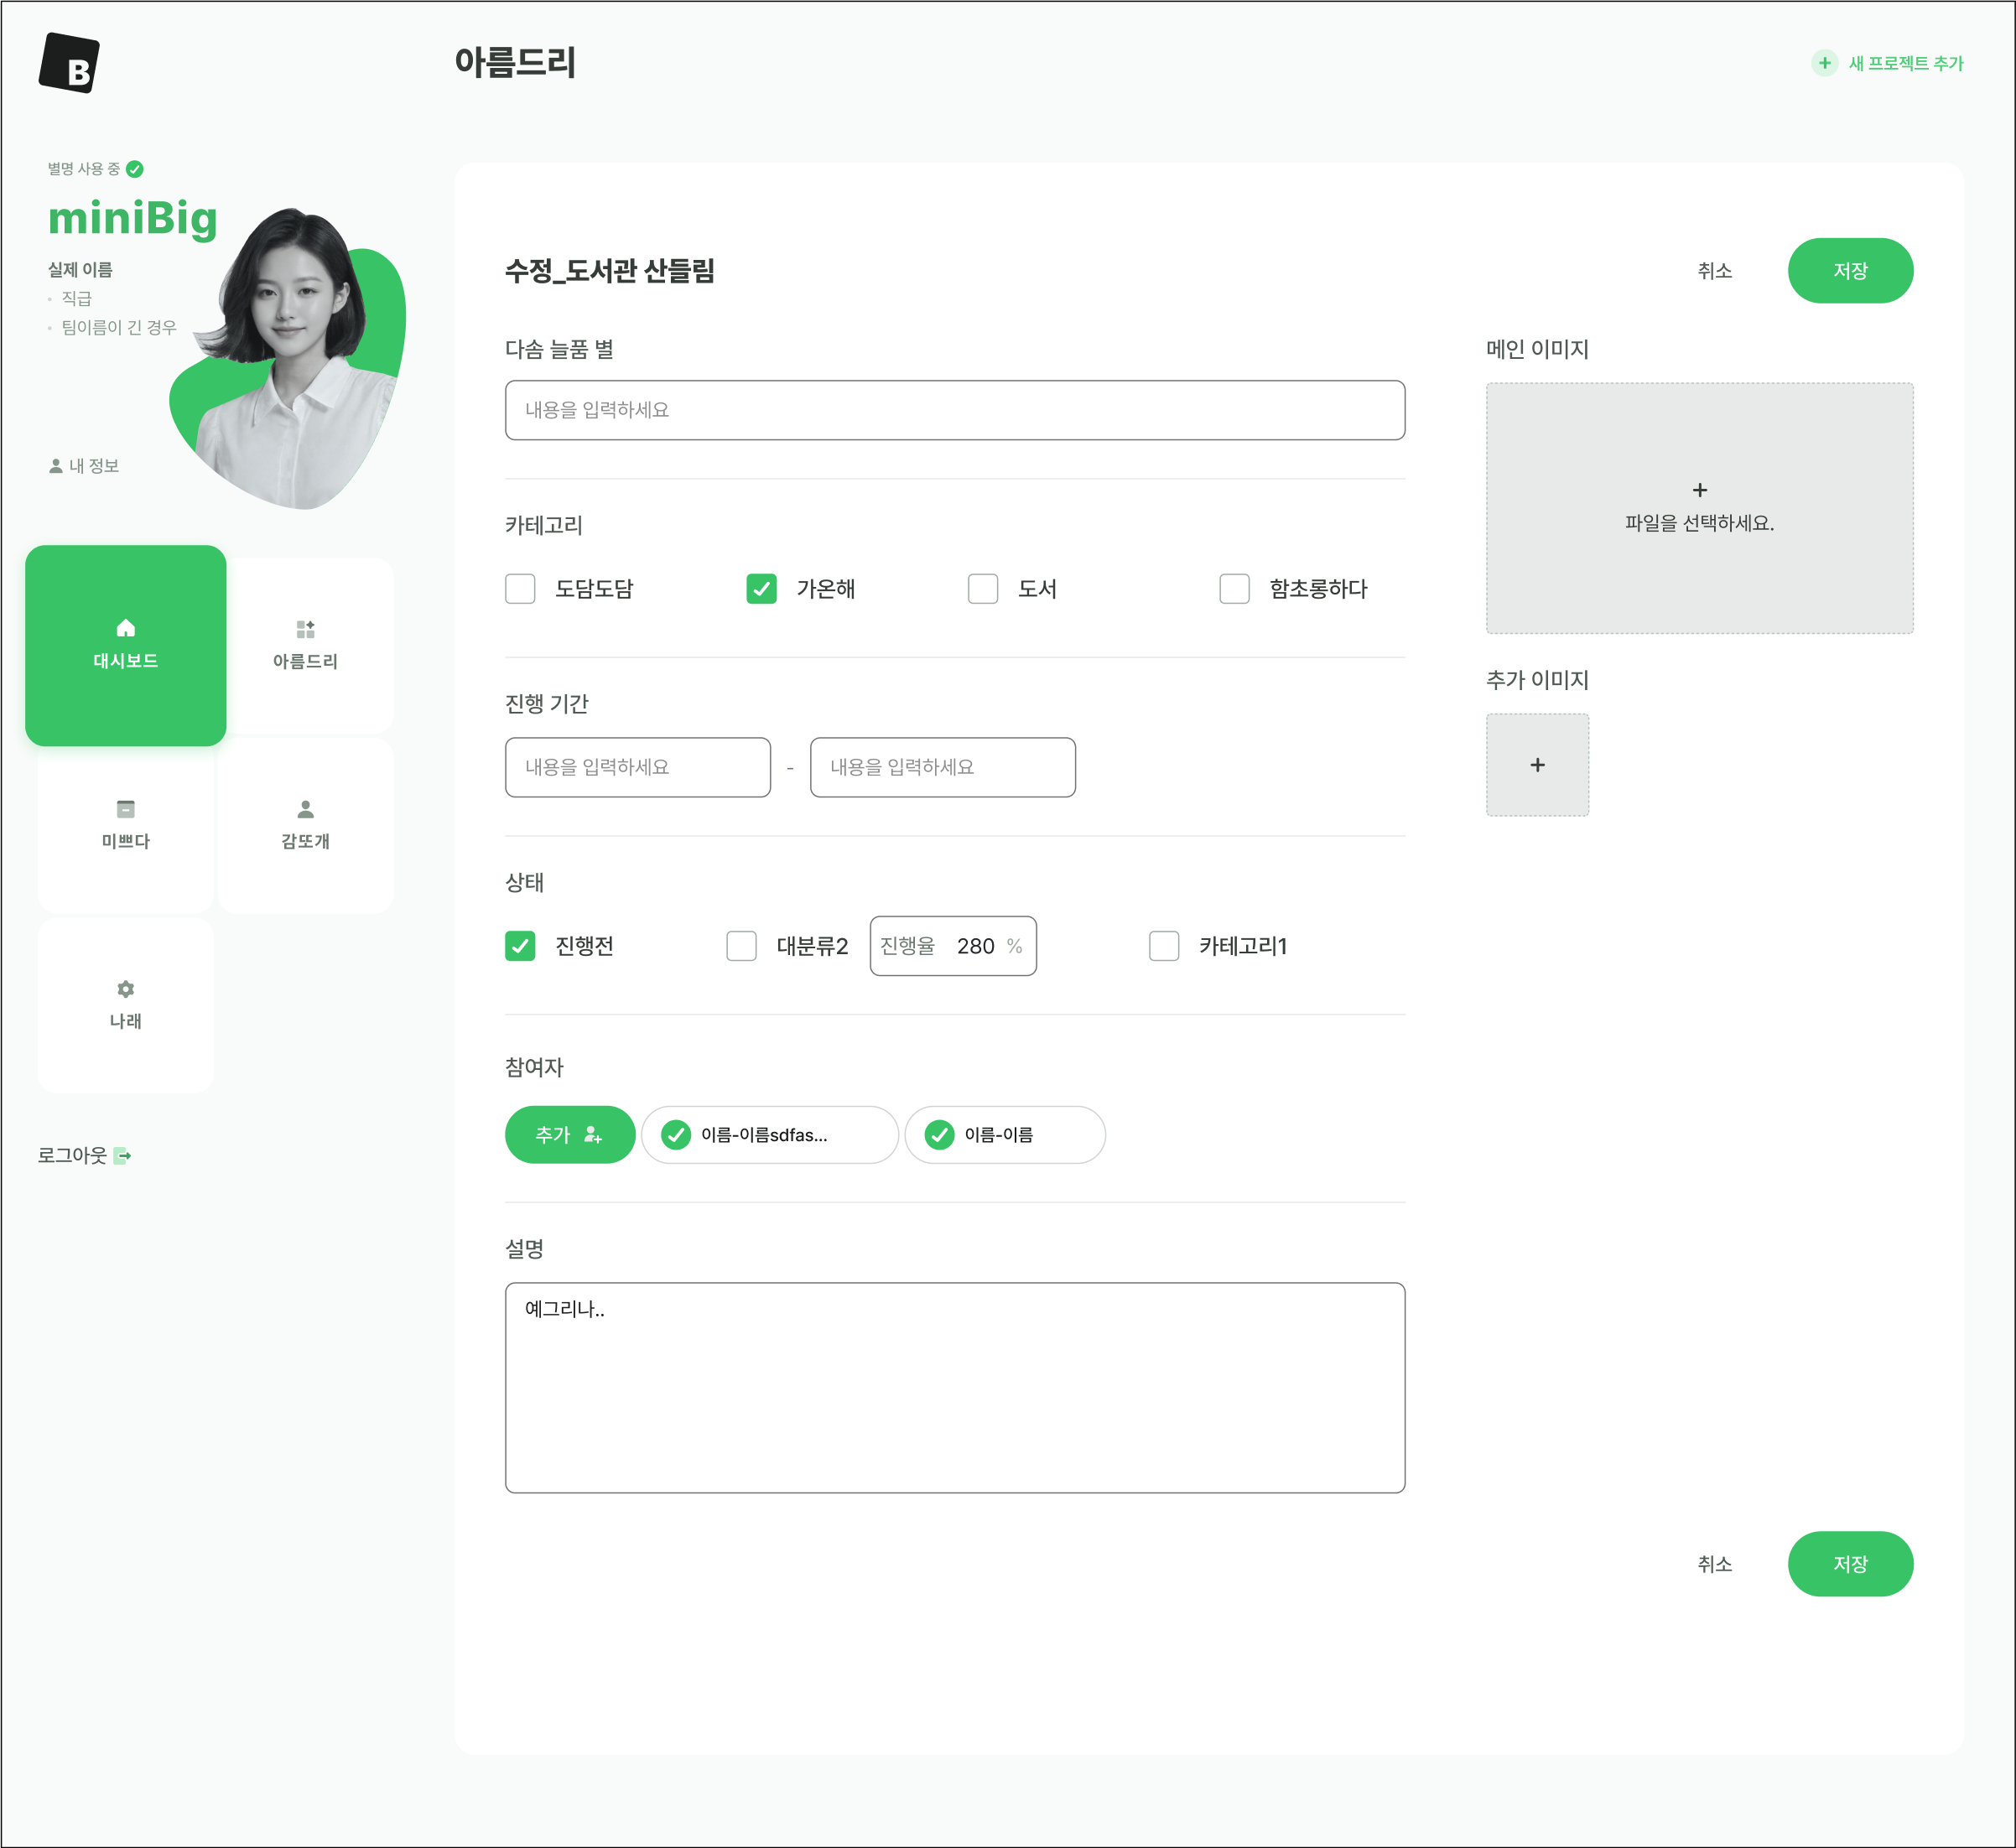 B
아름드리
새 프로젝트 추가
별명 사용 중
miniBig
실제 이름
직급
팀이름이 긴 경우
내 정보
대시보드
아름드리
미쁘다
감또개
나래
로그아웃
수정_도서관 산들림
취소
저장
다솜 늘품 별
내용을 입력하세요
카테고리
도담도담
가온해
도서
함초롱하다
진행 기간
내용을 입력하세요 - 내용을 입력하세요
상태
진행전
대분류2
진행율 280 %
카테고리1
참여자
추가
이름-이름sdfas...
이름-이름
설명
예그리나..
메인 이미지
+
파일을 선택하세요.
추가 이미지
+
취소
저장